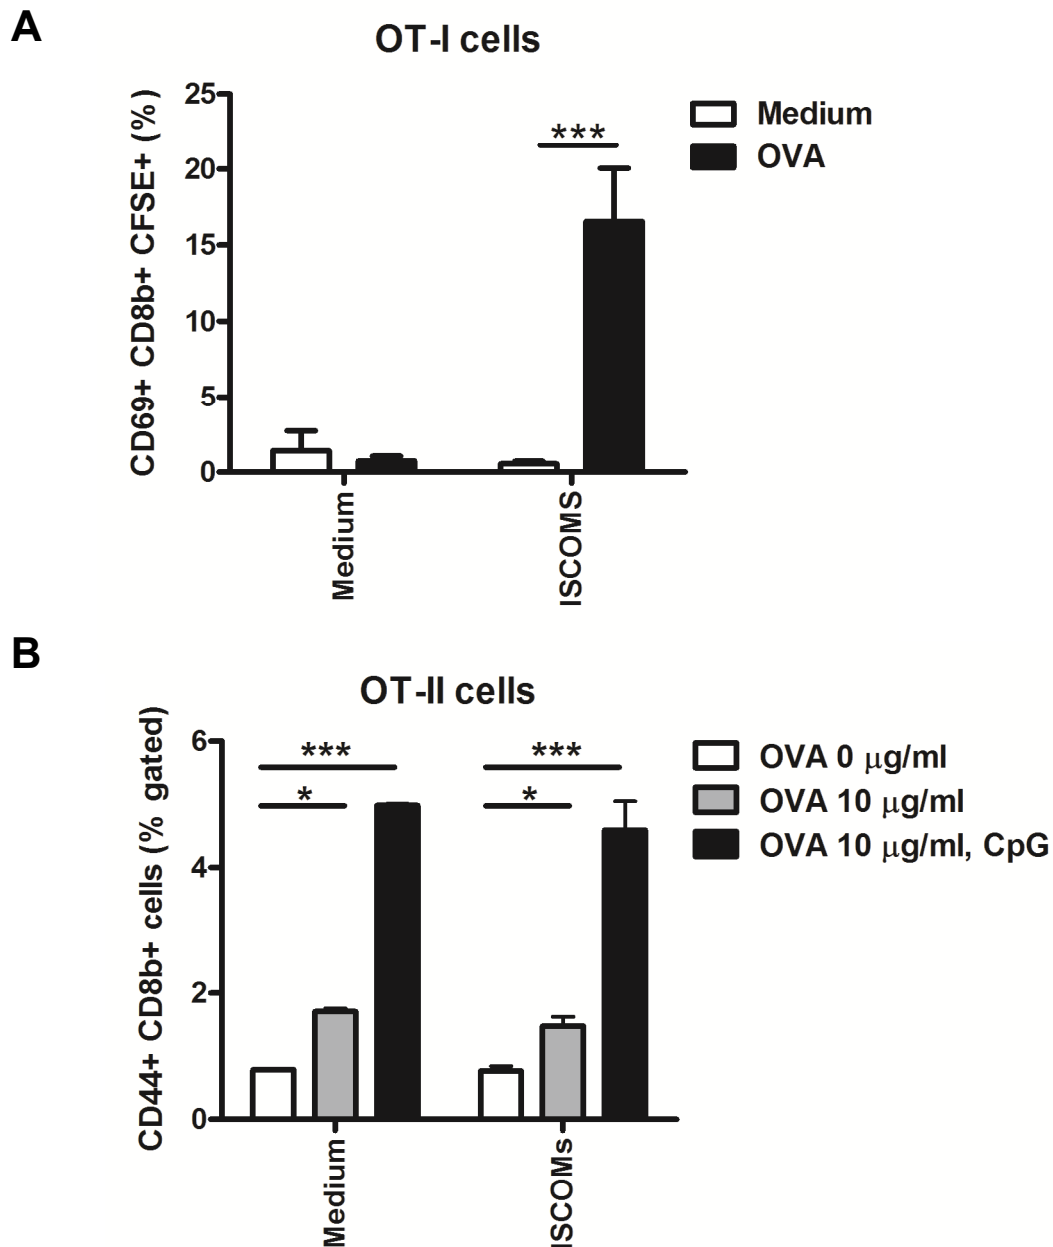 A
OT-I cells
CD69+ CD8b+ CFSE+ (%)
25
20
15
10
5
0
***
Medium
OVA
Medium
ISCOMS
B
OT-II cells
CD44+ CD8b+ cells (% gated)
6
4
2
0
***
*
***
*
OVA 0 μg/ml
OVA 10 μg/ml
OVA 10 μg/ml, CpG
Medium
ISCOMs